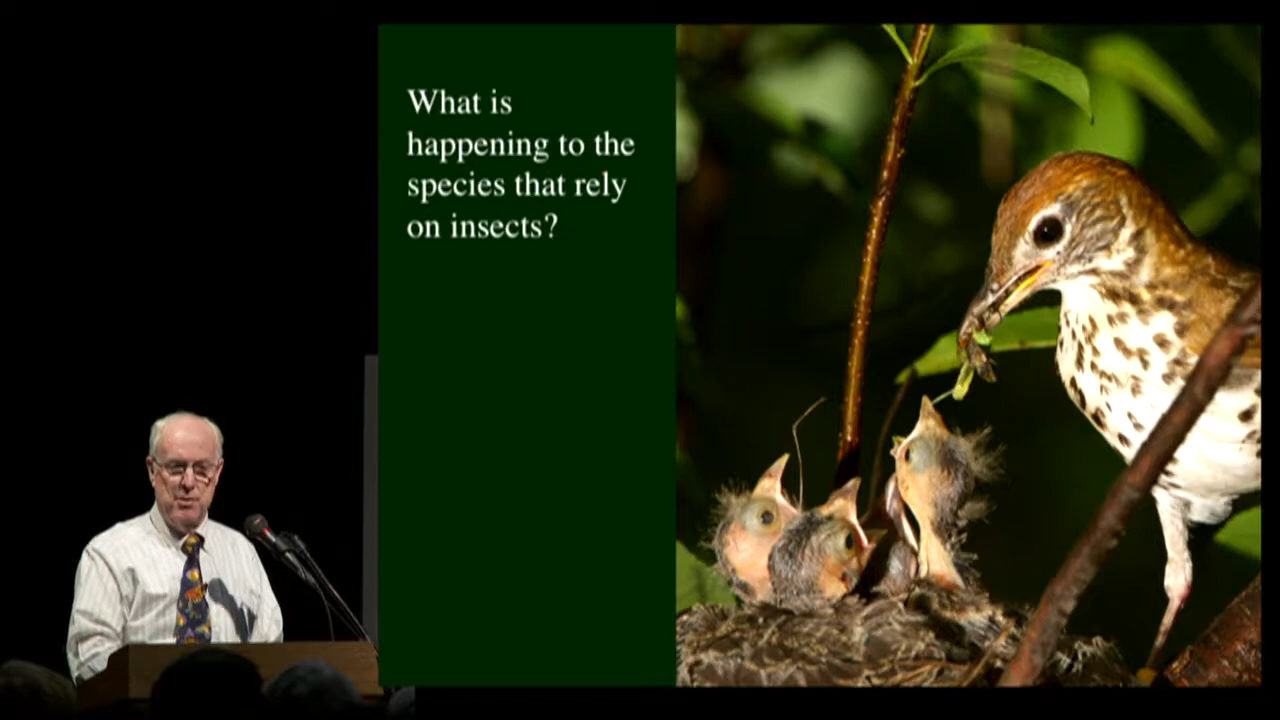 What is
happening to the
species that rely
on insects?